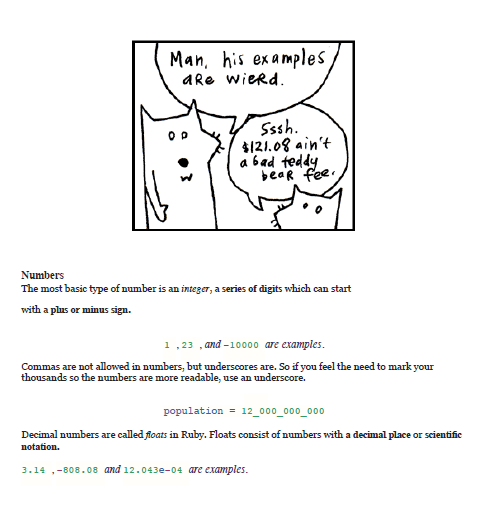 Man, his examples
aRe wieRd.
Sssh.
$121.08 ain't
a bad teddy
beaR fee.
Numbers
The most basic type of number is an integer, a series of digits which can start
with a plus or minus sign.
1 ,23 ,and -10000 are examples.
Commas are not allowed in numbers, but underscores are. So if you feel the need to mark your
thousands so the numbers are more readable, use an underscore.
population = 12_000_000_000
Decimal numbers are called floats in Ruby. Floats consist of numbers with a decimal place or scientific
notation.
3.14 ,-808.08 and 12.043e-04 are examples.